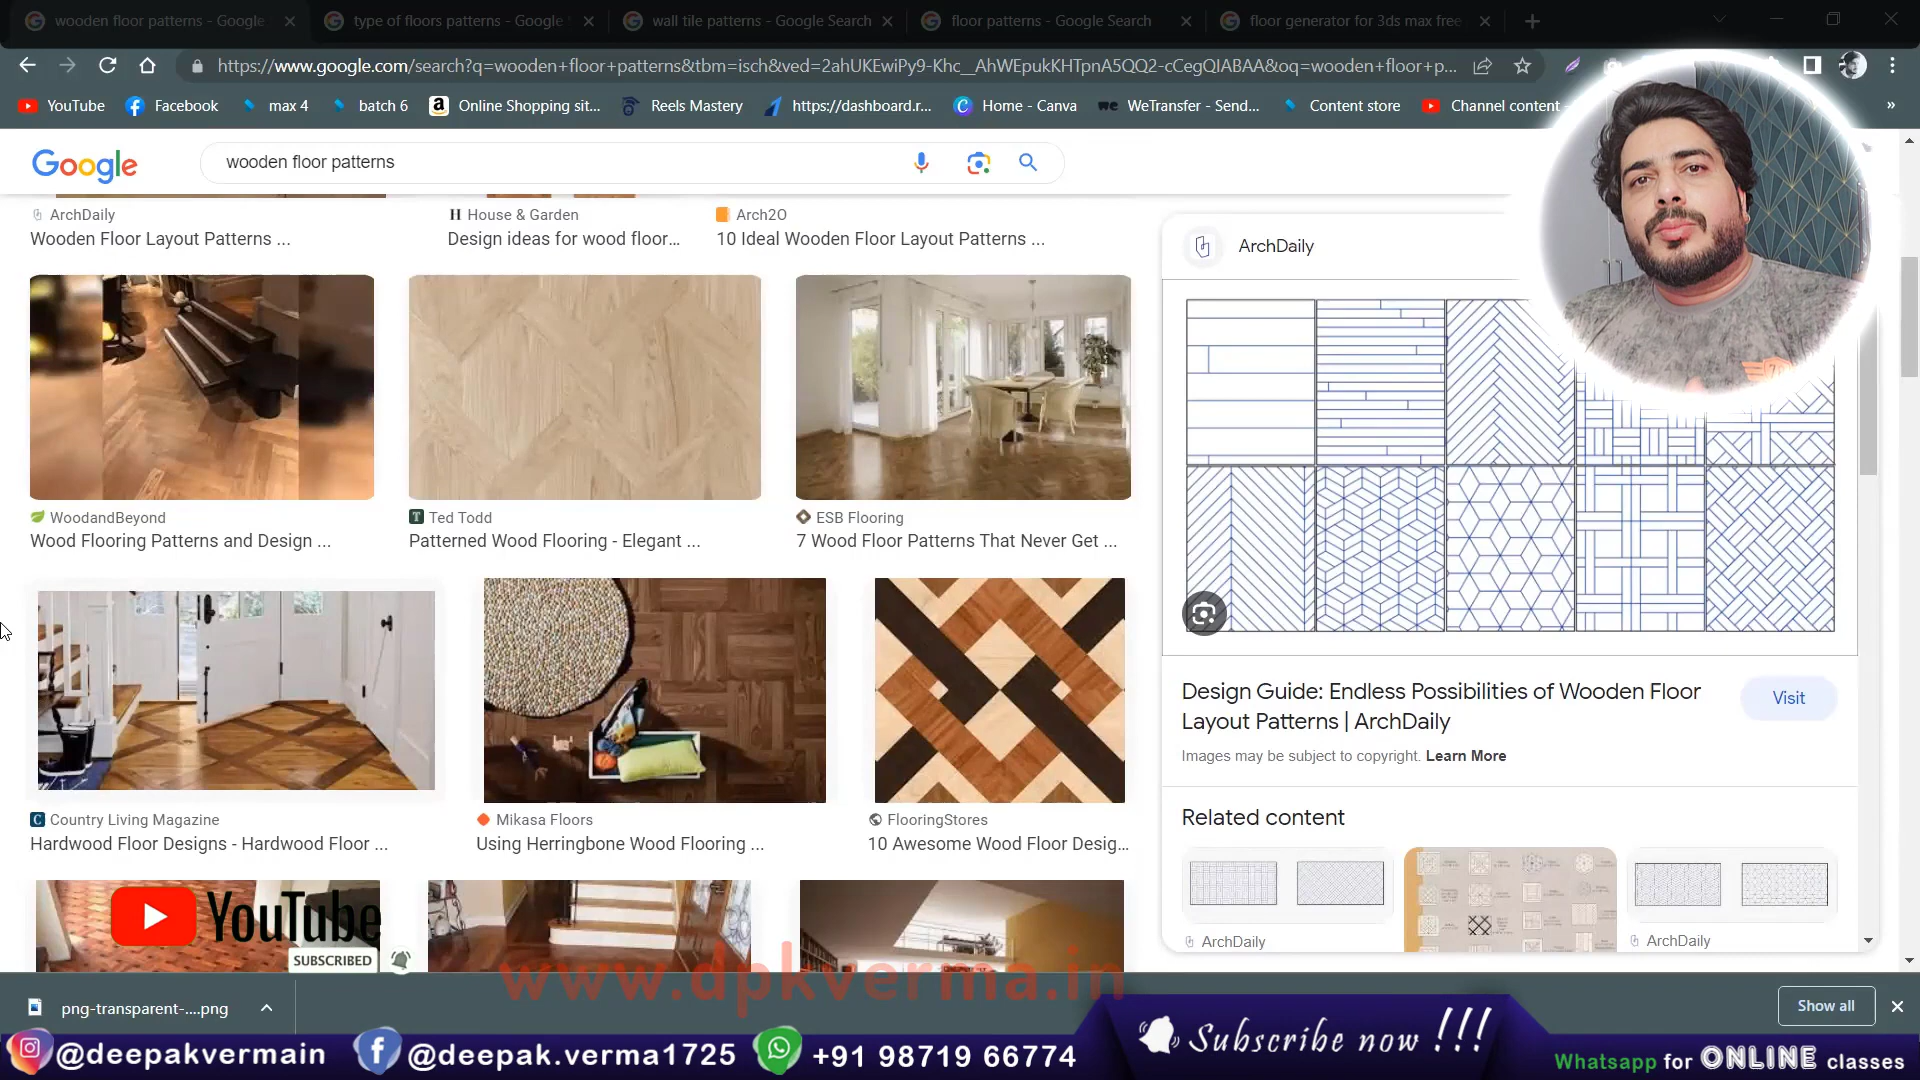 wooden floor patterns - Google
type of floors patterns - Google
wall tile patterns - Google Search
floor patterns - Google Search
floor generator for 3ds max free
https://www.google.com/search?q=wooden+floor+patterns&tbm=isch&ved=2ahUKEwiPy9-Khc__AhWEpukKHTpnA5QQ2-cCegQIABAA&oq=wooden+floor+p...
YouTube
Facebook
max 4
batch 6
Online Shopping sit...
Reels Mastery
https://dashboard.r...
Home - Canva
WeTransfer - Send...
Content store
Channel content -
Google
wooden floor patterns
ArchDaily
Wooden Floor Layout Patterns ...
House & Garden
Design ideas for wood floor...
Arch2O
10 Ideal Wooden Floor Layout Patterns ...
ArchDaily
WoodandBeyond
Wood Flooring Patterns and Design ...
Ted Todd
Patterned Wood Flooring - Elegant ...
ESB Flooring
7 Wood Floor Patterns That Never Get ...
Design Guide: Endless Possibilities of Wooden Floor
Layout Patterns | ArchDaily
Visit
Images may be subject to copyright. Learn More
Related content
Country Living Magazine
Hardwood Floor Designs - Hardwood Floor ...
Mikasa Floors
Using Herringbone Wood Flooring ...
FlooringStores
10 Awesome Wood Floor Desig...
ArchDaily
ArchDaily
YouTube
SUBSCRIBED
www.dpkverma.in
png-transparent-....png
Show all
@deepakvermain
@deepak.verma1725
+91 98719 66774
Subscribe now !!!
Whatsapp for ONLINE classes